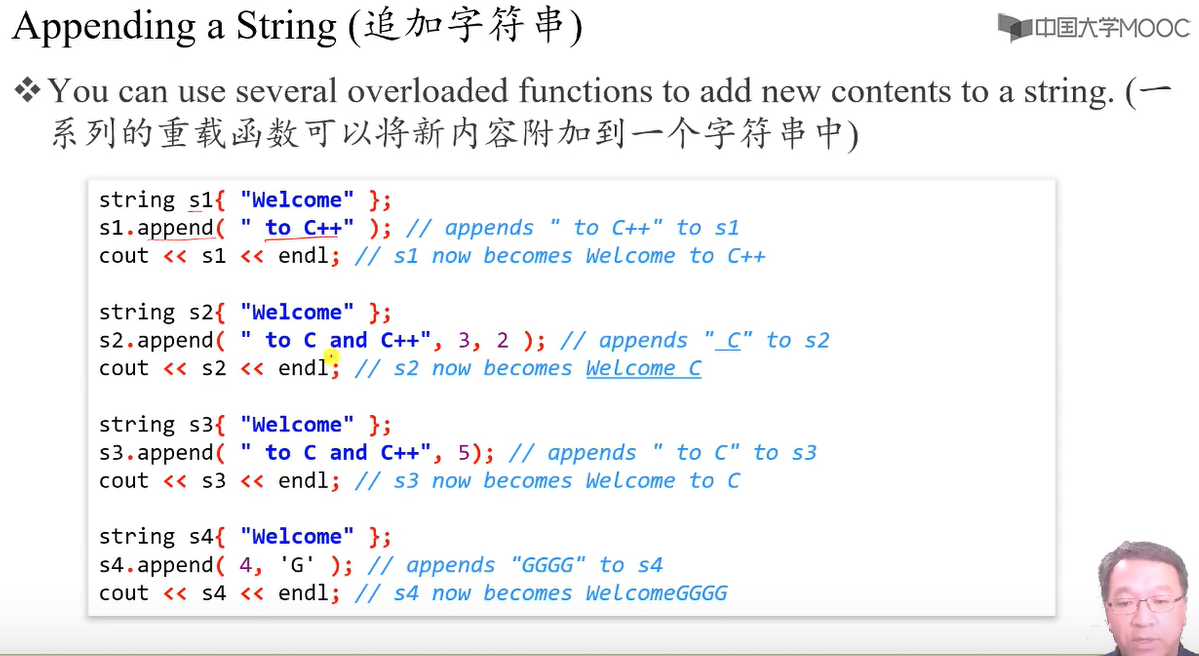 Appending a String (追加字符串)
中国大学MOOC
❖ You can use several overloaded functions to add new contents to a string. (一
系列的重载函数可以将新内容附加到一个字符串中)
string s1{ "Welcome" };
s1.append( " to C++" ); // appends " to C++" to s1
cout << s1 << endl; // s1 now becomes Welcome to C++
string s2{ "Welcome" };
s2.append( " to C and C++", 3, 2 ); // appends " C" to s2
cout << s2 << endl; // s2 now becomes Welcome C
string s3{ "Welcome" };
s3.append( " to C and C++", 5); // appends " to C" to s3
cout << s3 << endl; // s3 now becomes Welcome to C
string s4{ "Welcome" };
s4.append( 4, 'G' ); // appends "GGGG" to s4
cout << s4 << endl; // s4 now becomes WelcomeGGGG